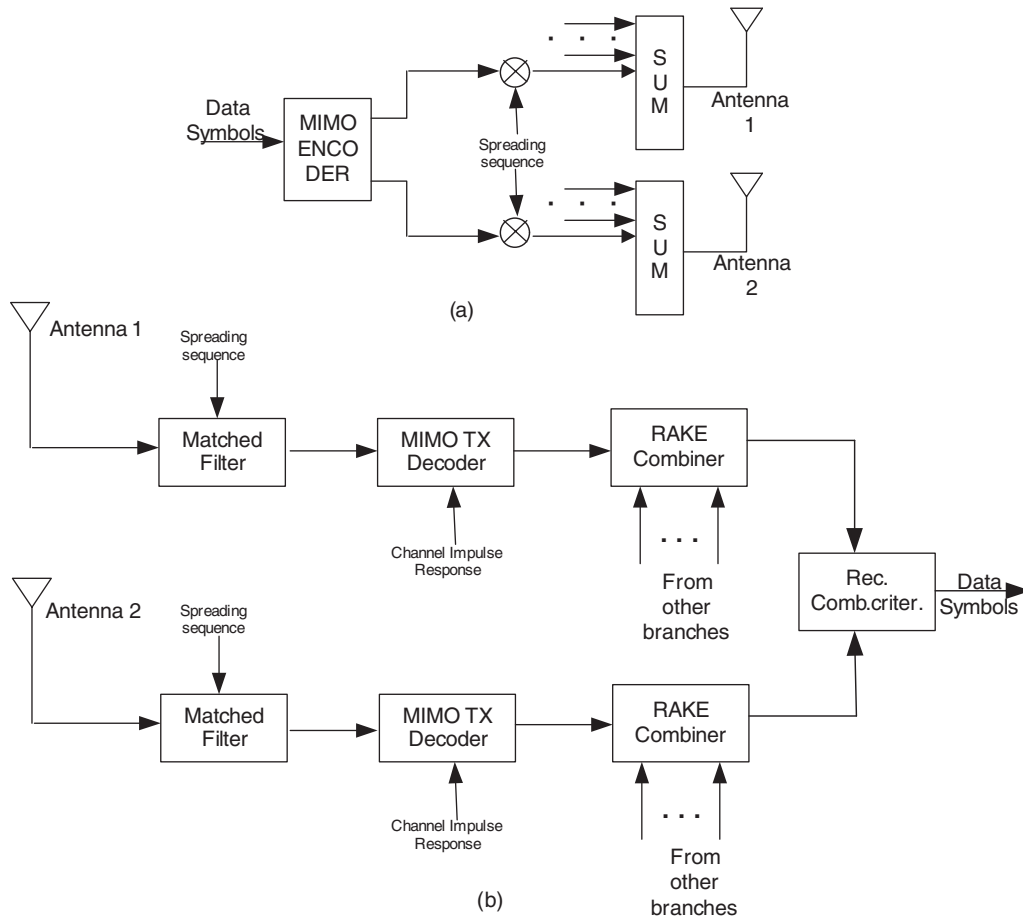 Data
Symbols
MIMO
ENCO
DER
Spreading
sequence
. . .
S
U
M
Antenna
1
. . .
S
U
M
Antenna
2
(a)
Antenna 1
Spreading
sequence
Matched
Filter
MIMO TX
Decoder
Channel Impulse
Response
RAKE
Combiner
. . .
From
other
branches
Rec.
Comb.criter.
Data
Symbols
Antenna 2
Spreading
sequence
Matched
Filter
MIMO TX
Decoder
Channel Impulse
Response
RAKE
Combiner
. . .
From
other
branches
(b)